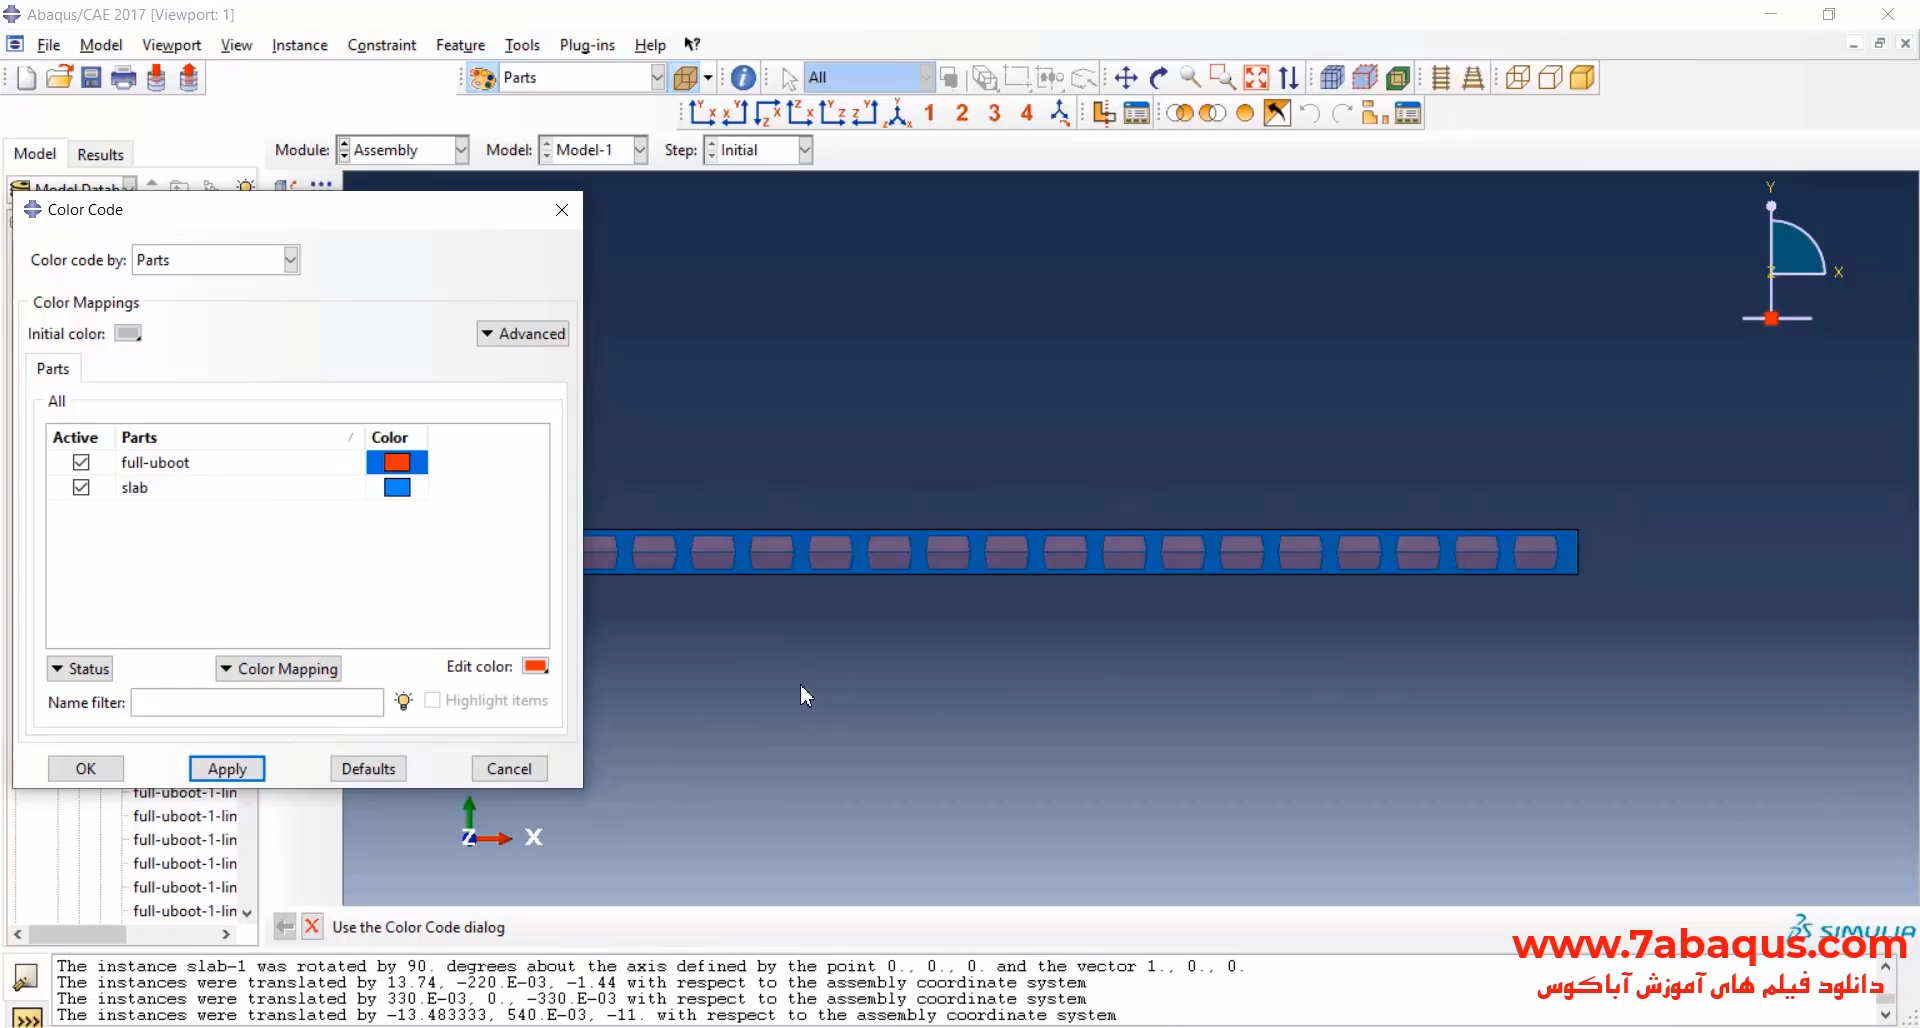 Abaqus/CAE 2017 [Viewport: 1]
File Model Viewport View Instance Constraint Feature Tools Plug-ins Help
Parts All
1 2 3 4
Model Results Module: Assembly Model: Model-1 Step: Initial
Model Datab
Color Code
Color code by: Parts
Color Mappings
Initial color: Advanced
Parts
All
Active Parts Color
full-uboot
slab
Status Color Mapping Edit color:
Name filter: Highlight items
OK Apply Defaults Cancel
Y
Z X
full-uboot-1-lin
full-uboot-1-lin
full-uboot-1-lin
full-uboot-1-lin
full-uboot-1-lin
full-uboot-1-lin
Z X
Use the Color Code dialog
SIMULIA
www.7abaqus.com
دانلود فیلم های آموزش آباکوس
The instance slab-1 was rotated by 90. degrees about the axis defined by the point 0., 0., 0. and the vector 1., 0., 0.
The instances were translated by 13.74, -220.E-03, -1.44 with respect to the assembly coordinate system
The instances were translated by 330.E-03, 0., -330.E-03 with respect to the assembly coordinate system
The instances were translated by -13.483333, 540.E-03, -11. with respect to the assembly coordinate system